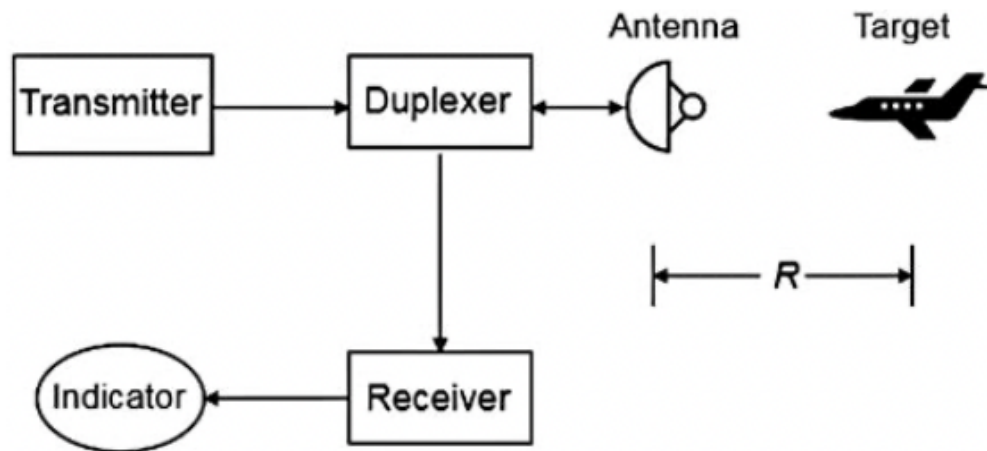 Antenna
Target
Transmitter
Duplexer
R
Indicator
Receiver